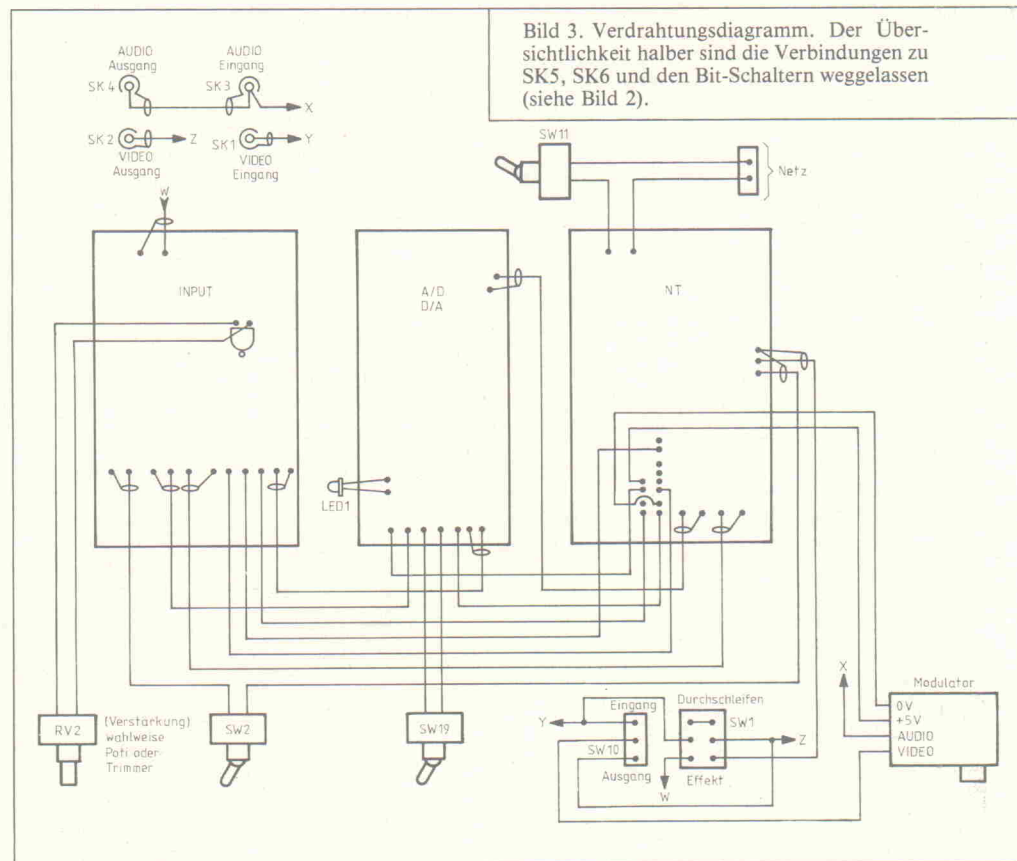 Bild 3. Verdrahtungsdiagramm. Der Über-
sichtlichkeit halber sind die Verbindungen zu
SK5, SK6 und den Bit-Schaltern weggelassen
(siehe Bild 2).
AUDIO
Ausgang
SK4
AUDIO
Eingang
SK3
X
SK2
Z
VIDEO
Ausgang
SK1
Y
VIDEO
Eingang
W
SW11
Netz
INPUT
A/D
D/A
NT
LED1
RV2
(Verstärkung)
wahlweise
Poti oder
Trimmer
SW2
SW19
Y
Eingang
SW10
Ausgang
Durchschleifen
SW1
Z
W
Effekt
X
Modulator
0V
+5V
AUDIO
VIDEO